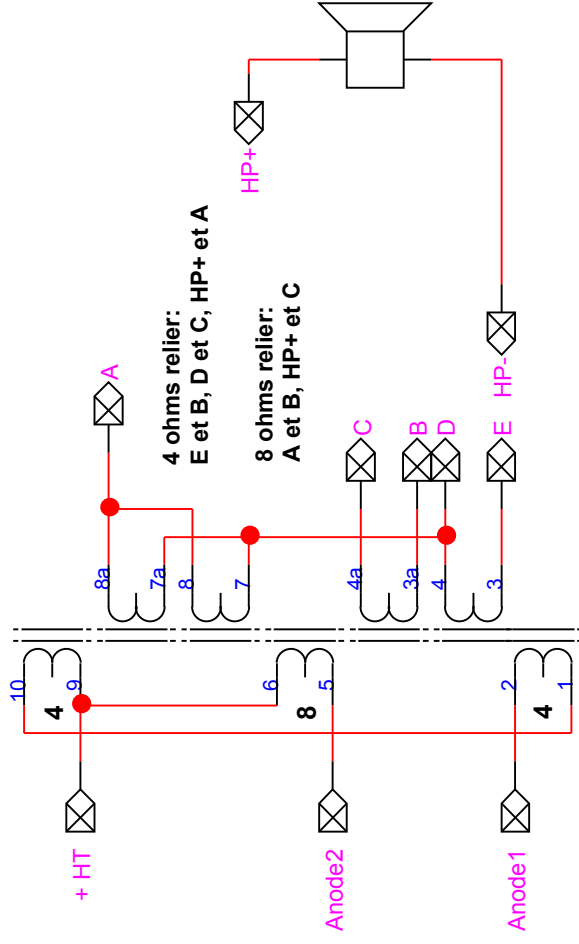 + HT
Anode2
Anode1
10
9
4
6
5
8
2
1
4
8a
7a
8
7
4a
3a
4
3
A
C
B
D
E
HP-
HP+
4 ohms relier:
E et B, D et C, HP+ et A
8 ohms relier:
A et B, HP+ et C